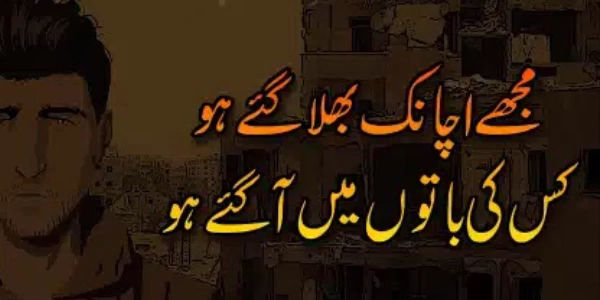 مجھے اچانک بھلا گئے ہو
کس کی باتوں میں آ گئے ہو